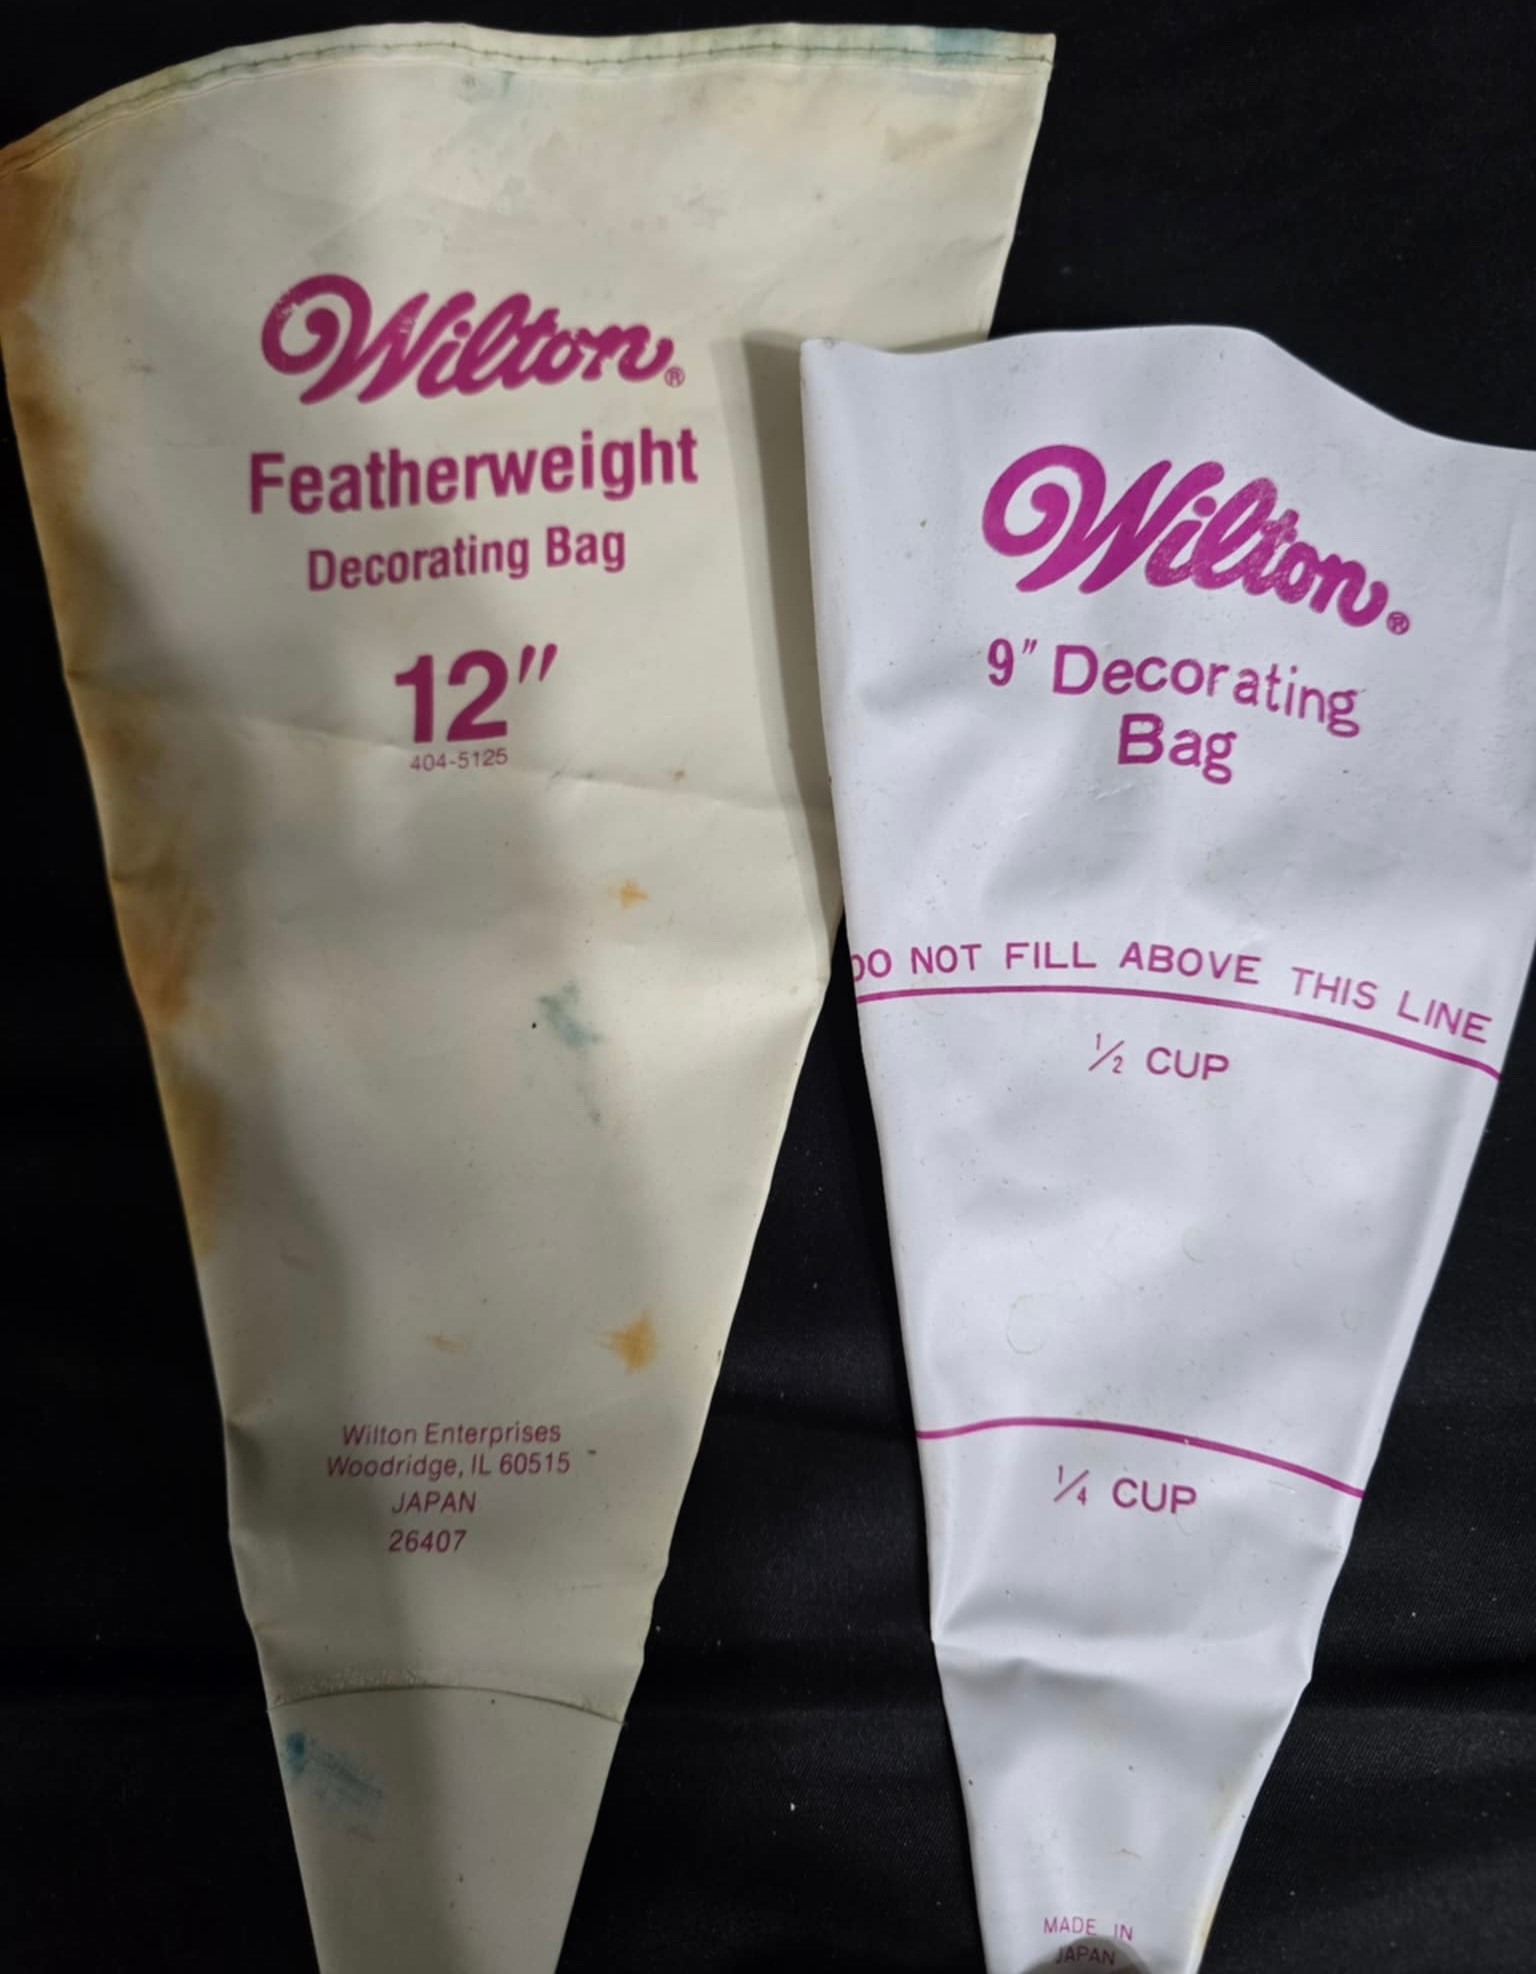 Wilton®
Featherweight
Decorating Bag
12"
404-5125
Wilton Enterprises
Woodridge, IL 60515
JAPAN
26407
Wilton®
9" Decorating
Bag
DO NOT FILL ABOVE THIS LINE
1/2 CUP
1/4 CUP
MADE IN
JAPAN